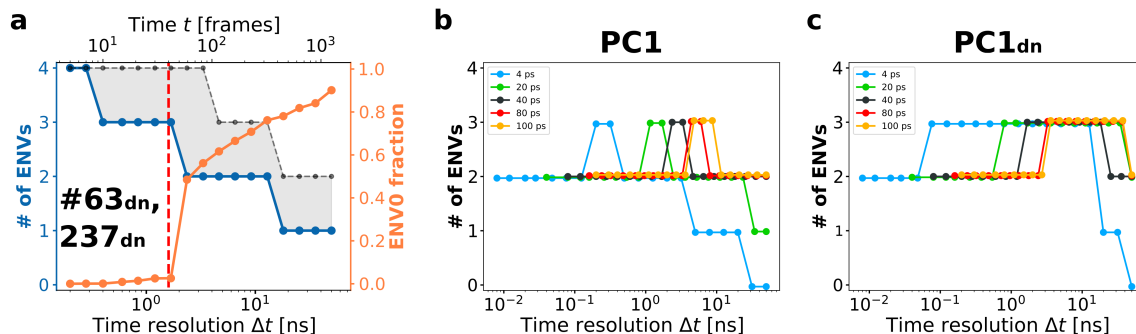 a
Time t [frames]
10¹ 10² 10³
4
3
2
1
0
# of ENVs
1.0
0.8
0.6
0.4
0.2
0.0
ENV0 fraction
#63dn,
237dn
10⁰ 10¹
Time resolution Δt [ns]
b
PC1
4 ps
20 ps
40 ps
80 ps
100 ps
4
3
2
1
0
# of ENVs
10⁻² 10⁻¹ 10⁰ 10¹
Time resolution Δt [ns]
c
PC1dn
4 ps
20 ps
40 ps
80 ps
100 ps
4
3
2
1
0
# of ENVs
10⁻² 10⁻¹ 10⁰ 10¹
Time resolution Δt [ns]